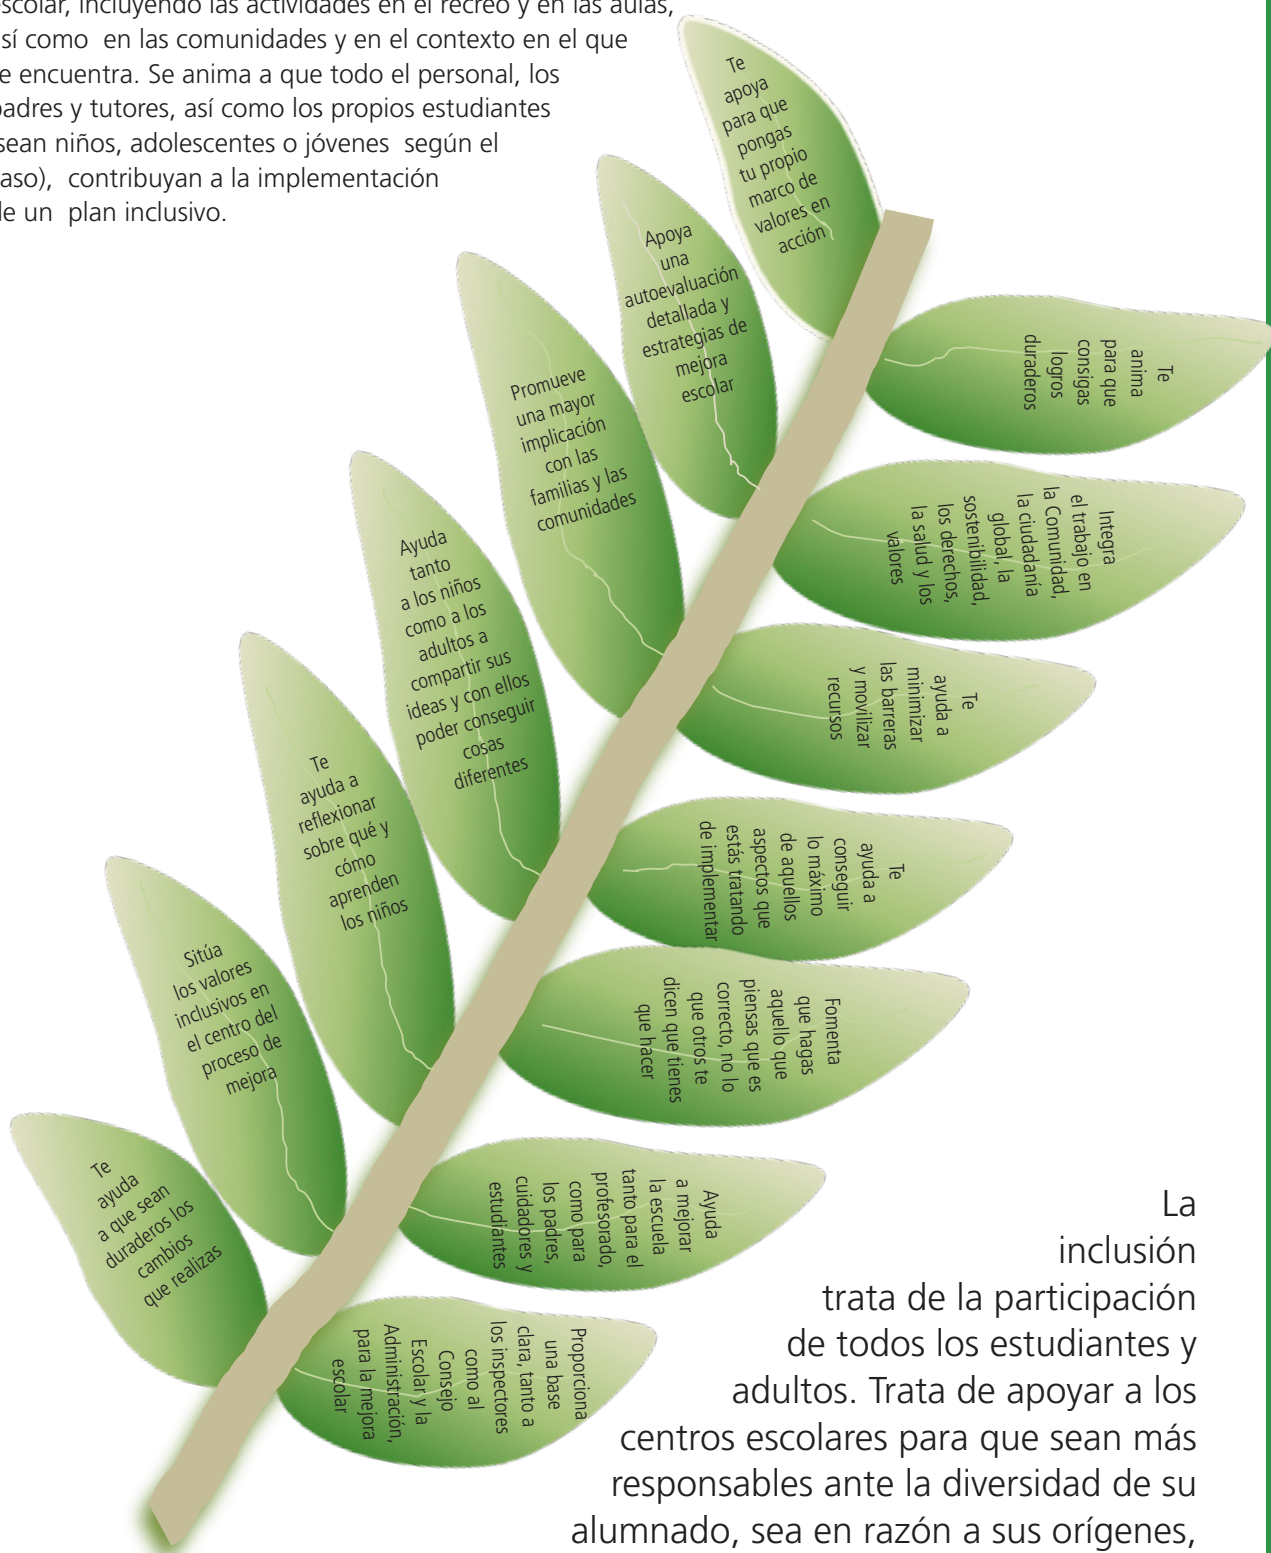 escolar, incluyendo las actividades en el recreo y en las aulas,
sí como en las comunidades y en el contexto en el que
e encuentra. Se anima a que todo el personal, los
padres y tutores, así como los propios estudiantes
sean niños, adolescentes o jóvenes según el
aso), contribuyan a la implementación
de un plan inclusivo.
Te
apoya
para que
pongas
tu propio
marco de
valores en
acción
Apoya
una
autoevaluación
detallada y
estrategias de
mejora
escolar
Promueve
una mayor
implicación
con las
familias y las
comunidades
Ayuda
tanto
a los niños
como a los
adultos a
compartir sus
ideas y con ellos
poder conseguir
cosas
diferentes
Te
ayuda a
reflexionar
sobre qué y
cómo
aprenden
los niños
Sitúa
los valores
inclusivos en
el centro del
proceso de
mejora
Te
ayuda
a que sean
duraderos los
cambios
que realizas
Te
anima
para que
consigas
logros
duraderos
Integra
el trabajo en
la Comunidad,
la ciudadanía
global, la
sostenibilidad,
los derechos,
la salud y los
valores
Te
ayuda a
minimizar
las barreras
y movilizar
recursos
Te
ayuda a
conseguir
lo máximo
de aquellos
aspectos que
estás tratando
de implementar
Fomenta
que hagas
aquello que
piensas que es
correcto, no lo
que otros te
dicen que tienes
que hacer
Ayuda
a mejorar
la escuela
tanto para el
profesorado,
como para
los padres,
cuidadores y
estudiantes
Proporciona
una base
clara, tanto a
los inspectores
como al
Consejo
Escolar y la
Administración,
para la mejora
escolar
La
inclusión
trata de la participación
de todos los estudiantes y
adultos. Trata de apoyar a los
centros escolares para que sean más
responsables ante la diversidad de su
alumnado, sea en razón a sus orígenes,